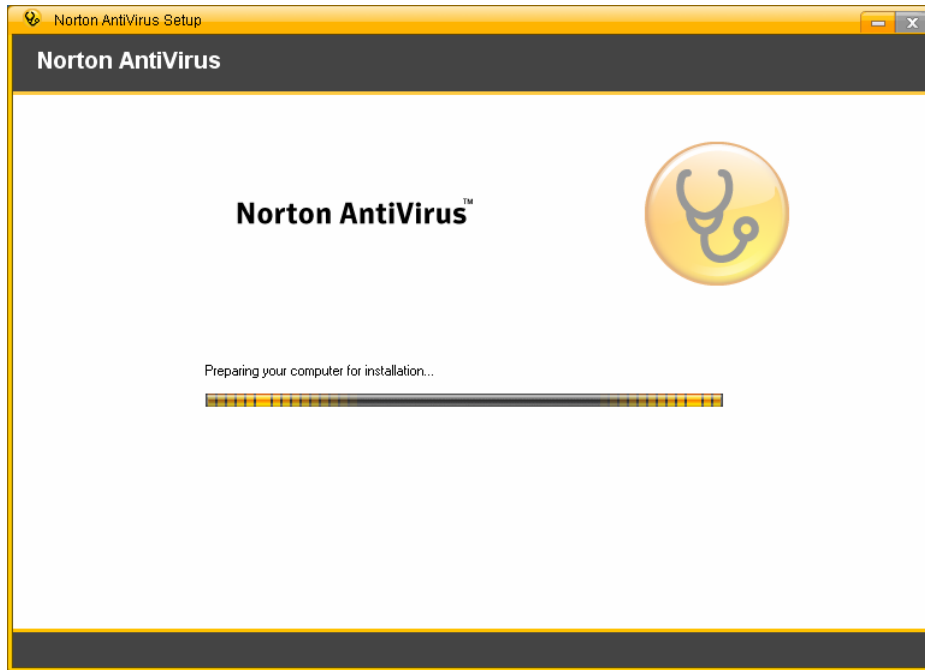 Norton AntiVirus Setup
Norton AntiVirus
Norton AntiVirus™
Preparing your computer for installation...